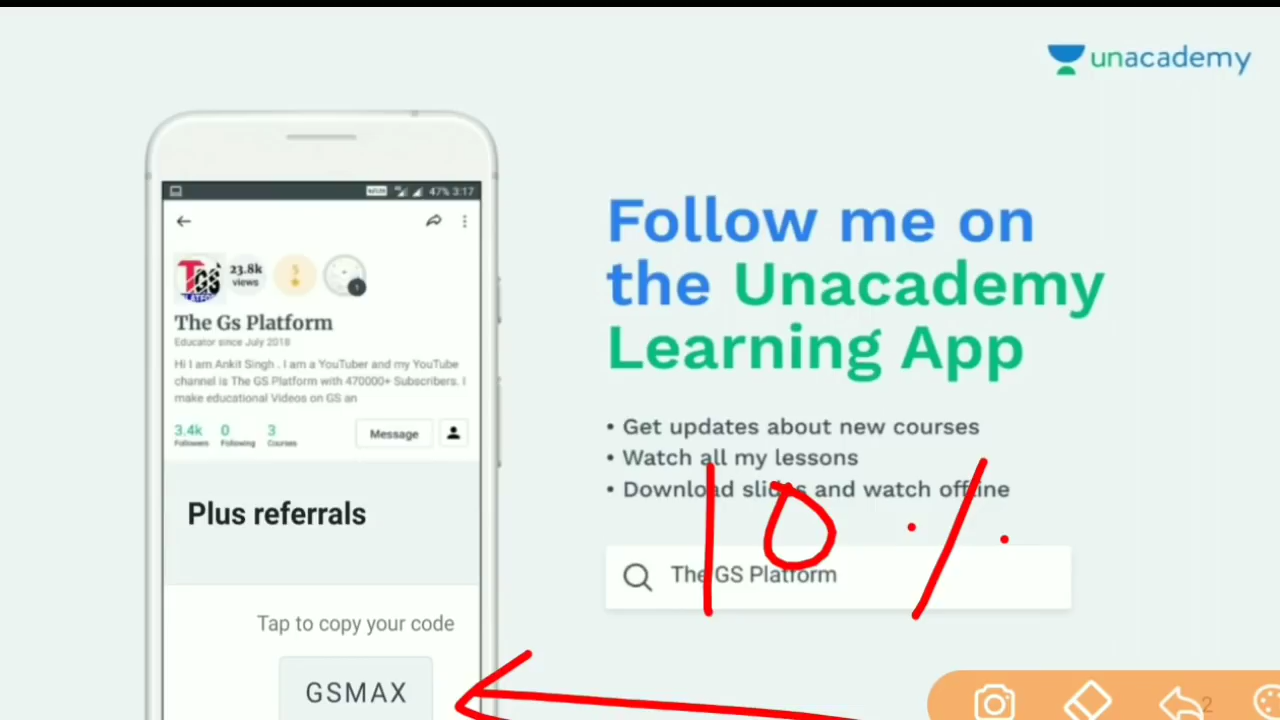 unacademy
47% 3:17
23.8k
views
TGS
PLATFORM
The Gs Platform
Educator since July 2018
Hi I am Ankit Singh . I am a YouTuber and my YouTube
channel is The GS Platform with 470000+ Subscribers. I
make educational Videos on GS an
3.4k 0 3
Followers Following Courses
Message
Plus referrals
Tap to copy your code
GSMAX
Follow me on
the Unacademy
Learning App
• Get updates about new courses
• Watch all my lessons
• Download slides and watch offline
10 %
The GS Platform
2